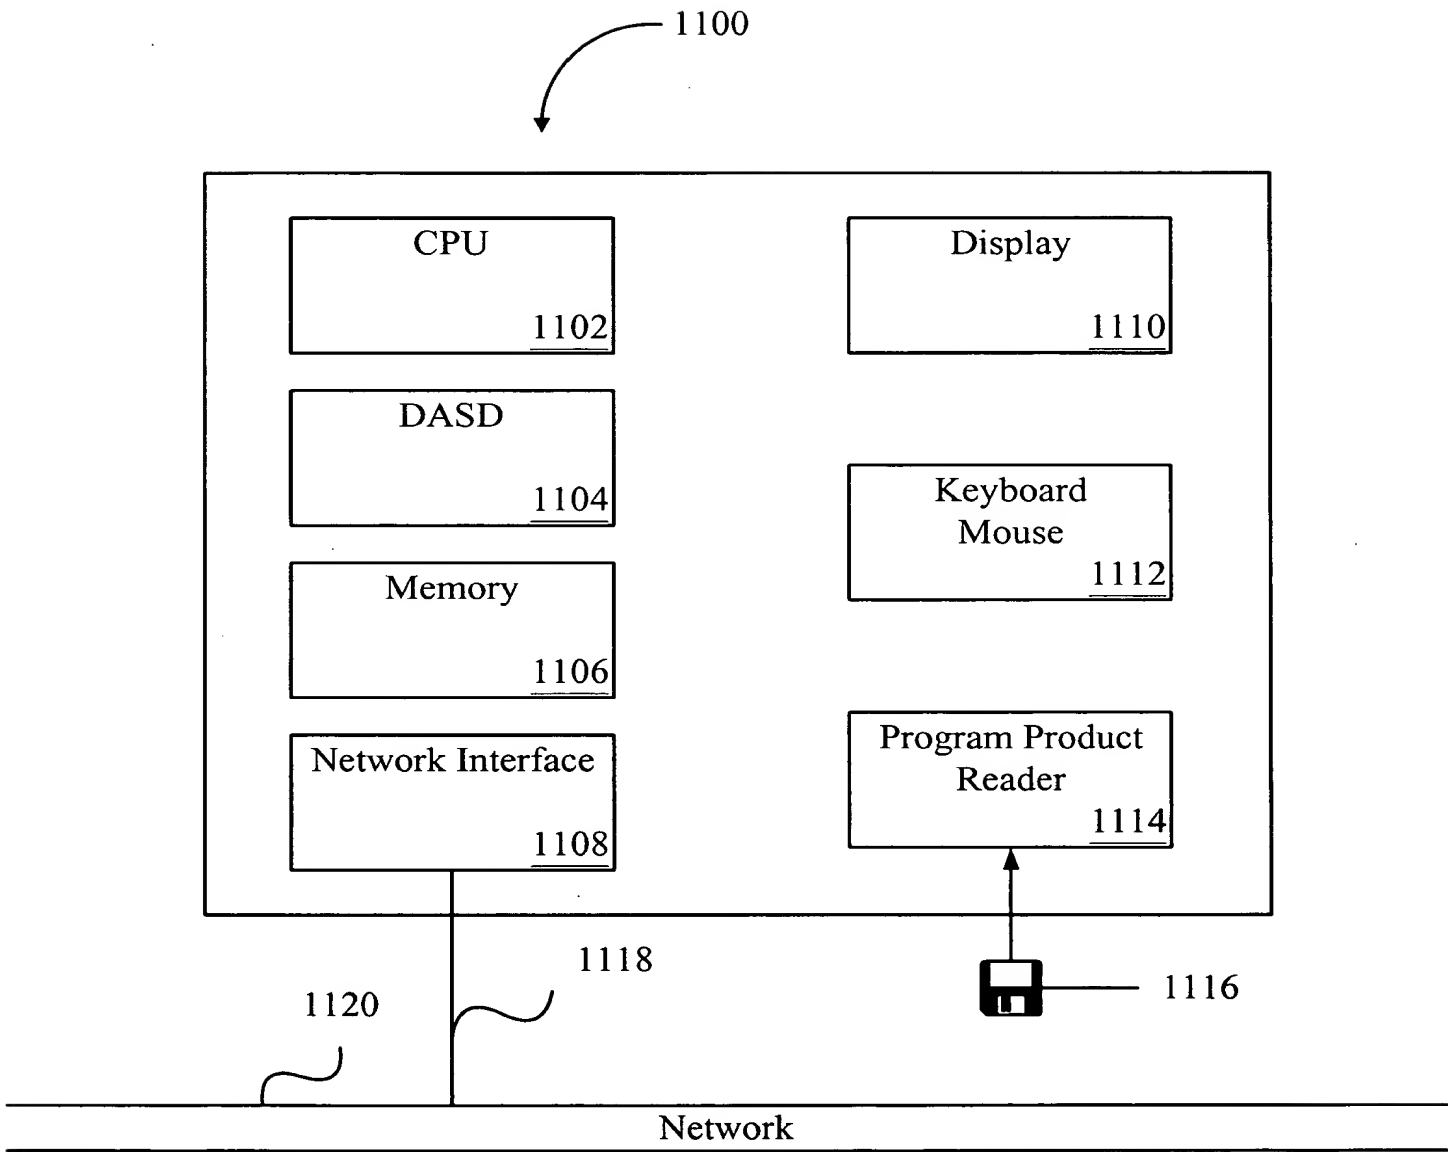 1100
CPU
1102
Display
1110
DASD
1104
Keyboard
Mouse
1112
Memory
1106
Network Interface
1108
Program Product
Reader
1114
1118
1116
1120
Network